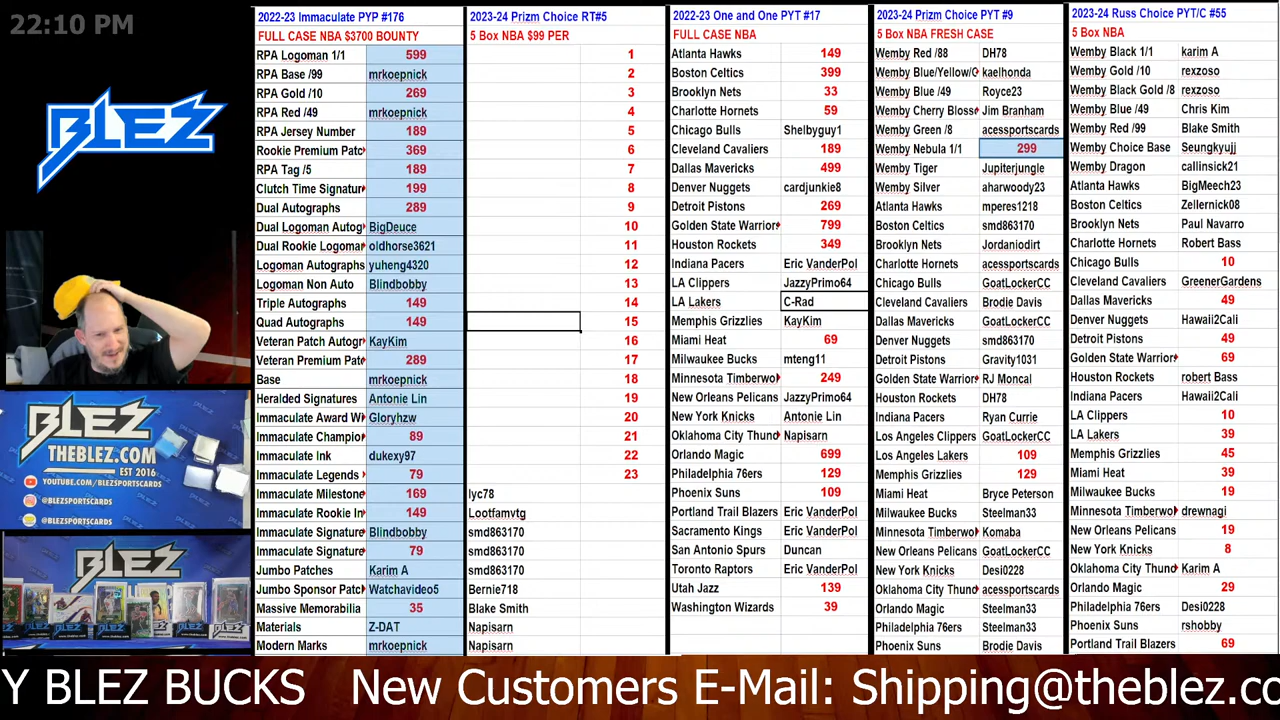 22:10 PM
BLEZ
BLEZ
THEBLEZ.COM
EST 2016
YOUTUBE.COM/BLEZSPORTSCARDS
@BLEZSPORTSCARDS
@BLEZSPORTSCARDS
BLEZ
2022-23 Immaculate PYP #176
FULL CASE NBA $3700 BOUNTY
RPA Logoman 1/1 599
RPA Base /99 mrkoepnick
RPA Gold /10 269
RPA Red /49 mrkoepnick
RPA Jersey Number 189
Rookie Premium Patc 369
RPA Tag /5 189
Clutch Time Signatur 199
Dual Autographs 289
Dual Logoman Autog BigDeuce
Dual Rookie Logoma oldhorse3621
Logoman Autographs yuheng4320
Logoman Non Auto Blindbobby
Triple Autographs 149
Quad Autographs 149
Veteran Patch Autogr KayKim
Veteran Premium Pat 289
Base mrkoepnick
Heralded Signatures Antonie Lin
Immaculate Award W Gloryhzw
Immaculate Champio 89
Immaculate Ink dukexy97
Immaculate Legends 79
Immaculate Mileston 169
Immaculate Rookie In 149
Immaculate Signatur Blindbobby
Immaculate Signatur 79
Jumbo Patches Karim A
Jumbo Sponsor Patc Watchavideo5
Massive Memorabilia 35
Materials Z-DAT
Modern Marks mrkoepnick
2023-24 Prizm Choice RT#5
5 Box NBA $99 PER
1
2
3
4
5
6
7
8
9
10
11
12
13
14
15
16
17
18
19
20
21
22
23
lyc78
Lootfamvtg
smd863170
smd863170
smd863170
Bernie718
Blake Smith
Napisarn
Napisarn
2022-23 One and One PYT #17
FULL CASE NBA
Atlanta Hawks 149
Boston Celtics 399
Brooklyn Nets 33
Charlotte Hornets 59
Chicago Bulls Shelbyguy1
Cleveland Cavaliers 189
Dallas Mavericks 499
Denver Nuggets cardjunkie8
Detroit Pistons 269
Golden State Warrior 799
Houston Rockets 349
Indiana Pacers Eric VanderPol
LA Clippers JazzyPrimo64
LA Lakers C-Rad
Memphis Grizzlies KayKim
Miami Heat 69
Milwaukee Bucks mteng11
Minnesota Timberwo 249
New Orleans Pelicans JazzyPrimo64
New York Knicks Antonie Lin
Oklahoma City Thund Napisarn
Orlando Magic 699
Philadelphia 76ers 129
Phoenix Suns 109
Portland Trail Blazers Eric VanderPol
Sacramento Kings Eric VanderPol
San Antonio Spurs Duncan
Toronto Raptors Eric VanderPol
Utah Jazz 139
Washington Wizards 39
2023-24 Prizm Choice PYT #9
5 Box NBA FRESH CASE
Wemby Red /88 DH78
Wemby Blue/Yellow/G kaelhonda
Wemby Blue /49 Royce23
Wemby Cherry Blosso Jim Branham
Wemby Green /8 acessportscards
Wemby Nebula 1/1 299
Wemby Tiger Jupiterjungle
Wemby Silver aharwoody23
Atlanta Hawks mperes1218
Boston Celtics smd863170
Brooklyn Nets Jordaniodirt
Charlotte Hornets acessportscards
Chicago Bulls GoatLockerCC
Cleveland Cavaliers Brodie Davis
Dallas Mavericks GoatLockerCC
Denver Nuggets smd863170
Detroit Pistons Gravity1031
Golden State Warrior RJ Moncal
Houston Rockets DH78
Indiana Pacers Ryan Currie
Los Angeles Clippers GoatLockerCC
Los Angeles Lakers 109
Memphis Grizzlies 129
Miami Heat Bryce Peterson
Milwaukee Bucks Steelman33
Minnesota Timberwo Komaba
New Orleans Pelicans GoatLockerCC
New York Knicks Desi0228
Oklahoma City Thund acessportscards
Orlando Magic Steelman33
Philadelphia 76ers Steelman33
Phoenix Suns Brodie Davis
2023-24 Russ Choice PYT/C #55
5 Box NBA
Wemby Black 1/1 karim A
Wemby Gold /10 rexzoso
Wemby Black Gold /8 rexzoso
Wemby Blue /49 Chris Kim
Wemby Red /99 Blake Smith
Wemby Choice Base Seungkyujj
Wemby Dragon callinsick21
Atlanta Hawks BigMeech23
Boston Celtics Zellernick08
Brooklyn Nets Paul Navarro
Charlotte Hornets Robert Bass
Chicago Bulls 10
Cleveland Cavaliers GreenerGardens
Dallas Mavericks 49
Denver Nuggets Hawaii2Cali
Detroit Pistons 49
Golden State Warrior 69
Houston Rockets robert Bass
Indiana Pacers Hawaii2Cali
LA Clippers 10
LA Lakers 39
Memphis Grizzlies 45
Miami Heat 39
Milwaukee Bucks 19
Minnesota Timberwo drewnagi
New Orleans Pelicans 19
New York Knicks 8
Oklahoma City Thund Karim A
Orlando Magic 29
Philadelphia 76ers Desi0228
Phoenix Suns rshobby
Portland Trail Blazers 69
Y BLEZ BUCKS New Customers E-Mail: Shipping@theblez.co